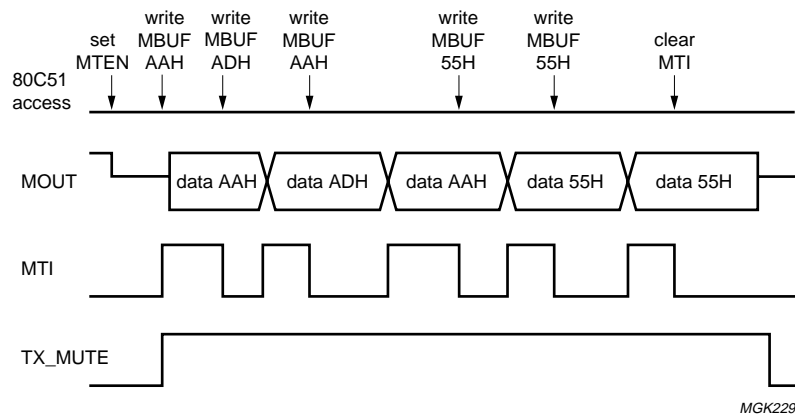 set
MTEN
write
MBUF
AAH
write
MBUF
ADH
write
MBUF
AAH
write
MBUF
55H
write
MBUF
55H
clear
MTI
80C51
access
MOUT
data AAH
data ADH
data AAH
data 55H
data 55H
MTI
TX_MUTE
MGK229